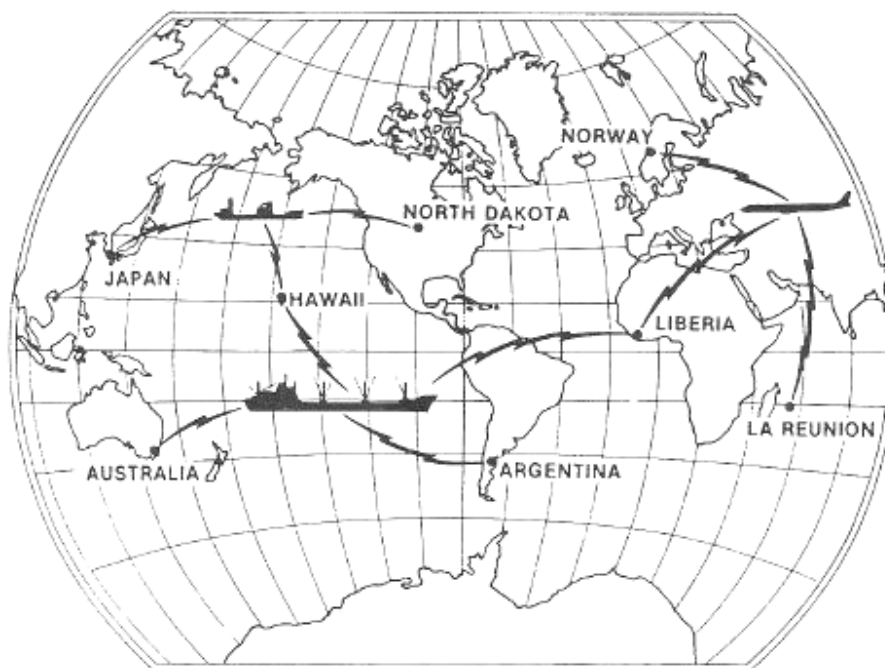 NORWAY
NORTH DAKOTA
JAPAN
HAWAII
LIBERIA
LA REUNION
AUSTRALIA
ARGENTINA